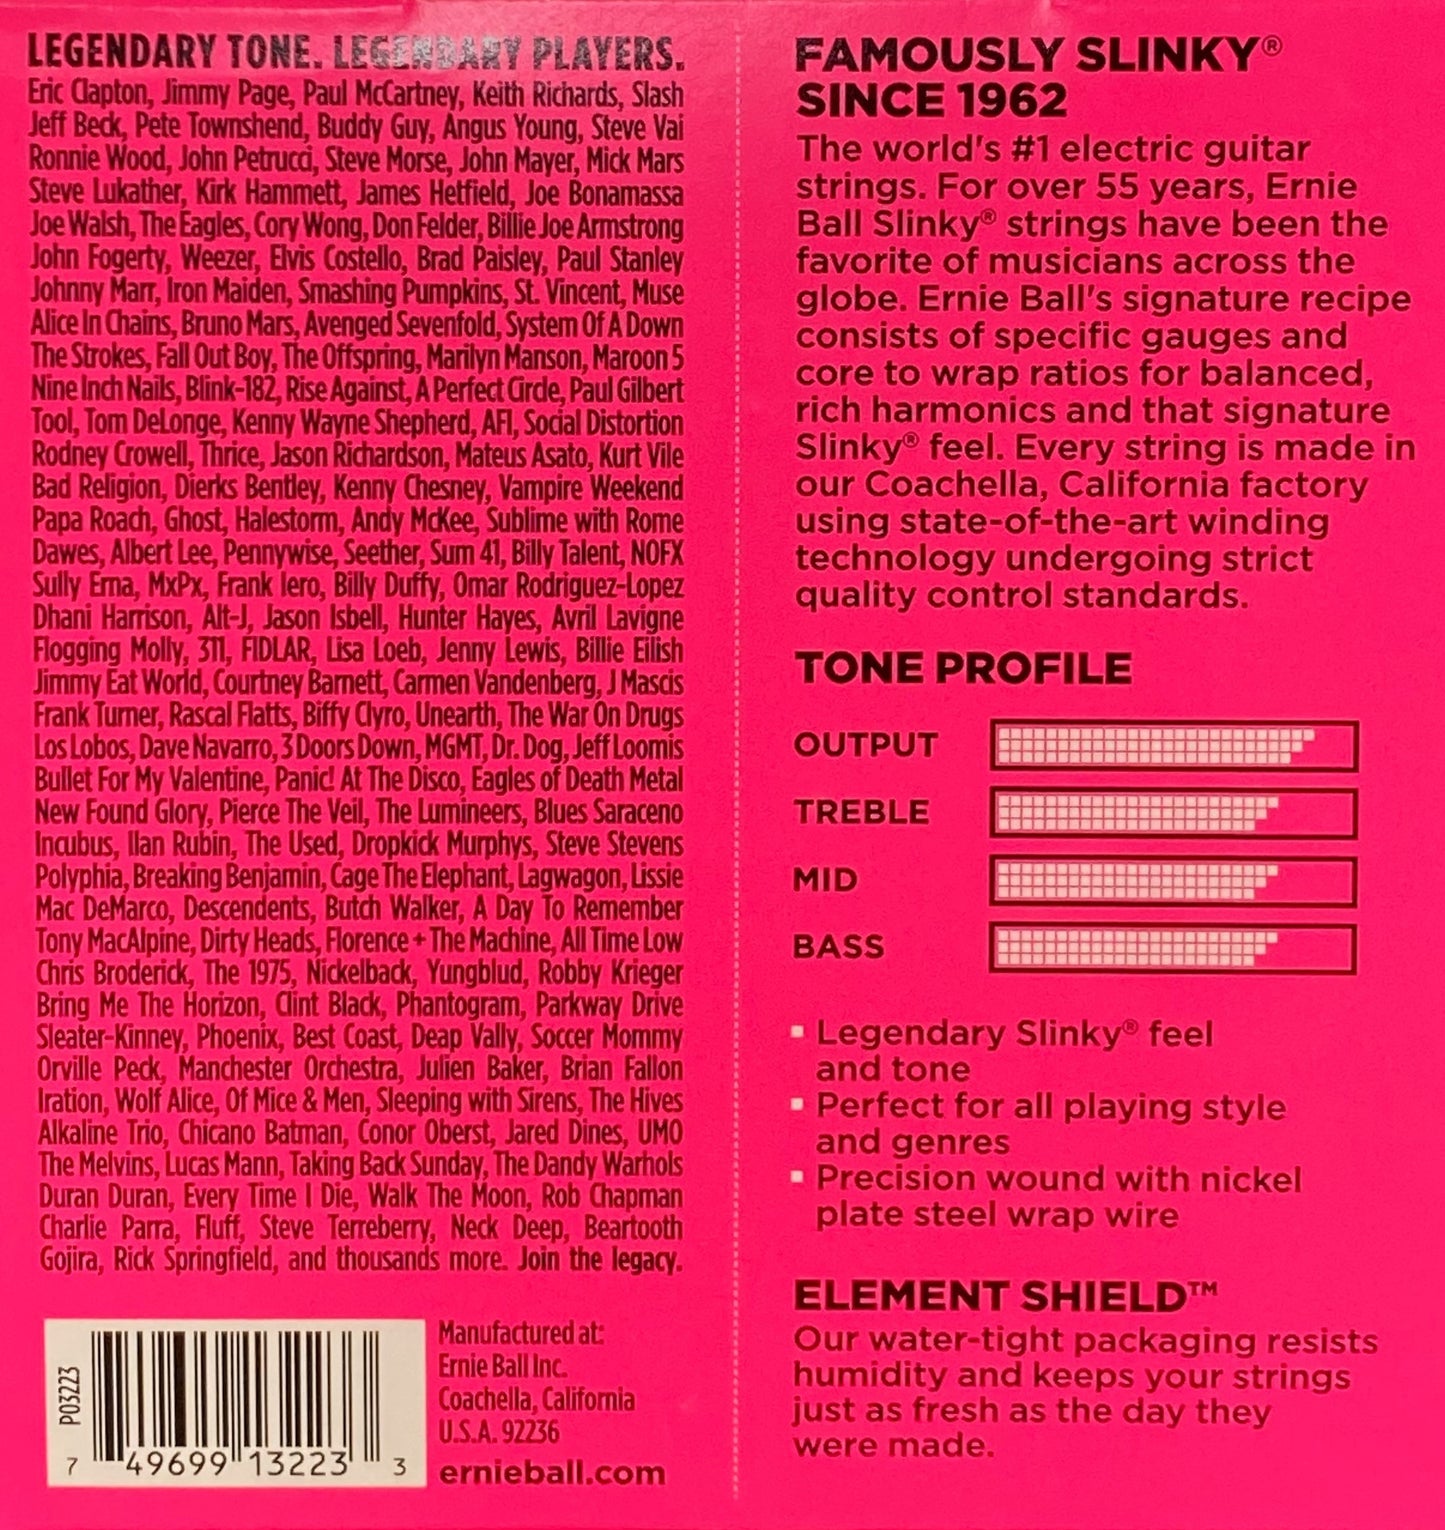 LEGENDARY TONE. LEGENDARY PLAYERS.
Eric Clapton, Jimmy Page, Paul McCartney, Keith Richards, Slash
Jeff Beck, Pete Townshend, Buddy Guy, Angus Young, Steve Vai
Ronnie Wood, John Petrucci, Steve Morse, John Mayer, Mick Mars
Steve Lukather, Kirk Hammett, James Hetfield, Joe Bonamassa
Joe Walsh, The Eagles, Cory Wong, Don Felder, Billie Joe Armstrong
John Fogerty, Weezer, Elvis Costello, Brad Paisley, Paul Stanley
Johnny Marr, Iron Maiden, Smashing Pumpkins, St. Vincent, Muse
Alice In Chains, Bruno Mars, Avenged Sevenfold, System Of A Down
The Strokes, Fall Out Boy, The Offspring, Marilyn Manson, Maroon 5
Nine Inch Nails, Blink-182, Rise Against, A Perfect Circle, Paul Gilbert
Tool, Tom DeLonge, Kenny Wayne Shepherd, AFI, Social Distortion
Rodney Crowell, Thrice, Jason Richardson, Mateus Asato, Kurt Vile
Bad Religion, Dierks Bentley, Kenny Chesney, Vampire Weekend
Papa Roach, Ghost, Halestorm, Andy McKee, Sublime with Rome
Dawes, Albert Lee, Pennywise, Seether, Sum 41, Billy Talent, NOFX
Sully Erna, MxPx, Frank Iero, Billy Duffy, Omar Rodriguez-Lopez
Dhani Harrison, Alt-J, Jason Isbell, Hunter Hayes, Avril Lavigne
Flogging Molly, 311, FIDLAR, Lisa Loeb, Jenny Lewis, Billie Eilish
Jimmy Eat World, Courtney Barnett, Carmen Vandenberg, J Mascis
Frank Turner, Rascal Flatts, Biffy Clyro, Unearth, The War On Drugs
Los Lobos, Dave Navarro, 3 Doors Down, MGMT, Dr. Dog, Jeff Loomis
Bullet For My Valentine, Panic! At The Disco, Eagles of Death Metal
New Found Glory, Pierce The Veil, The Lumineers, Blues Saraceno
Incubus, Ilan Rubin, The Used, Dropkick Murphys, Steve Stevens
Polyphia, Breaking Benjamin, Cage The Elephant, Lagwagon, Lissie
Mac DeMarco, Descendents, Butch Walker, A Day To Remember
Tony MacAlpine, Dirty Heads, Florence + The Machine, All Time Low
Chris Broderick, The 1975, Nickelback, Yungblud, Robby Krieger
Bring Me The Horizon, Clint Black, Phantogram, Parkway Drive
Sleater-Kinney, Phoenix, Best Coast, Deap Vally, Soccer Mommy
Orville Peck, Manchester Orchestra, Julien Baker, Brian Fallon
Iration, Wolf Alice, Of Mice & Men, Sleeping with Sirens, The Hives
Alkaline Trio, Chicano Batman, Conor Oberst, Jared Dines, UMO
The Melvins, Lucas Mann, Taking Back Sunday, The Dandy Warhols
Duran Duran, Every Time I Die, Walk The Moon, Rob Chapman
Charlie Parra, Fluff, Steve Terreberry, Neck Deep, Beartooth
Gojira, Rick Springfield, and thousands more. Join the legacy.
P03223
7 49699 13223 3
Manufactured at:
Ernie Ball Inc.
Coachella, California
U.S.A. 92236
ernieball.com
FAMOUSLY SLINKY®
SINCE 1962
The world's #1 electric guitar
strings. For over 55 years, Ernie
Ball Slinky® strings have been the
favorite of musicians across the
globe. Ernie Ball's signature recipe
consists of specific gauges and
core to wrap ratios for balanced,
rich harmonics and that signature
Slinky® feel. Every string is made in
our Coachella, California factory
using state-of-the-art winding
technology undergoing strict
quality control standards.
TONE PROFILE
OUTPUT
TREBLE
MID
BASS
▪ Legendary Slinky® feel
and tone
▪ Perfect for all playing style
and genres
▪ Precision wound with nickel
plate steel wrap wire
ELEMENT SHIELD™
Our water-tight packaging resists
humidity and keeps your strings
just as fresh as the day they
were made.